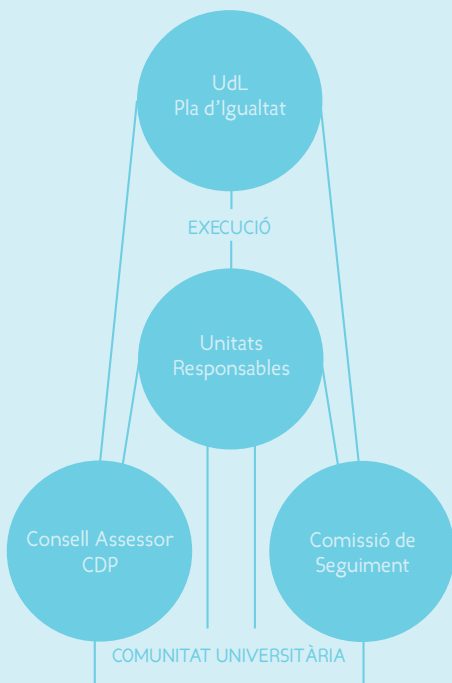 UdL
Pla d'Igualtat
EXECUCIÓ
Unitats
Responsables
Consell Assessor
CDP
Comissió de
Seguiment
COMUNITAT UNIVERSITÀRIA